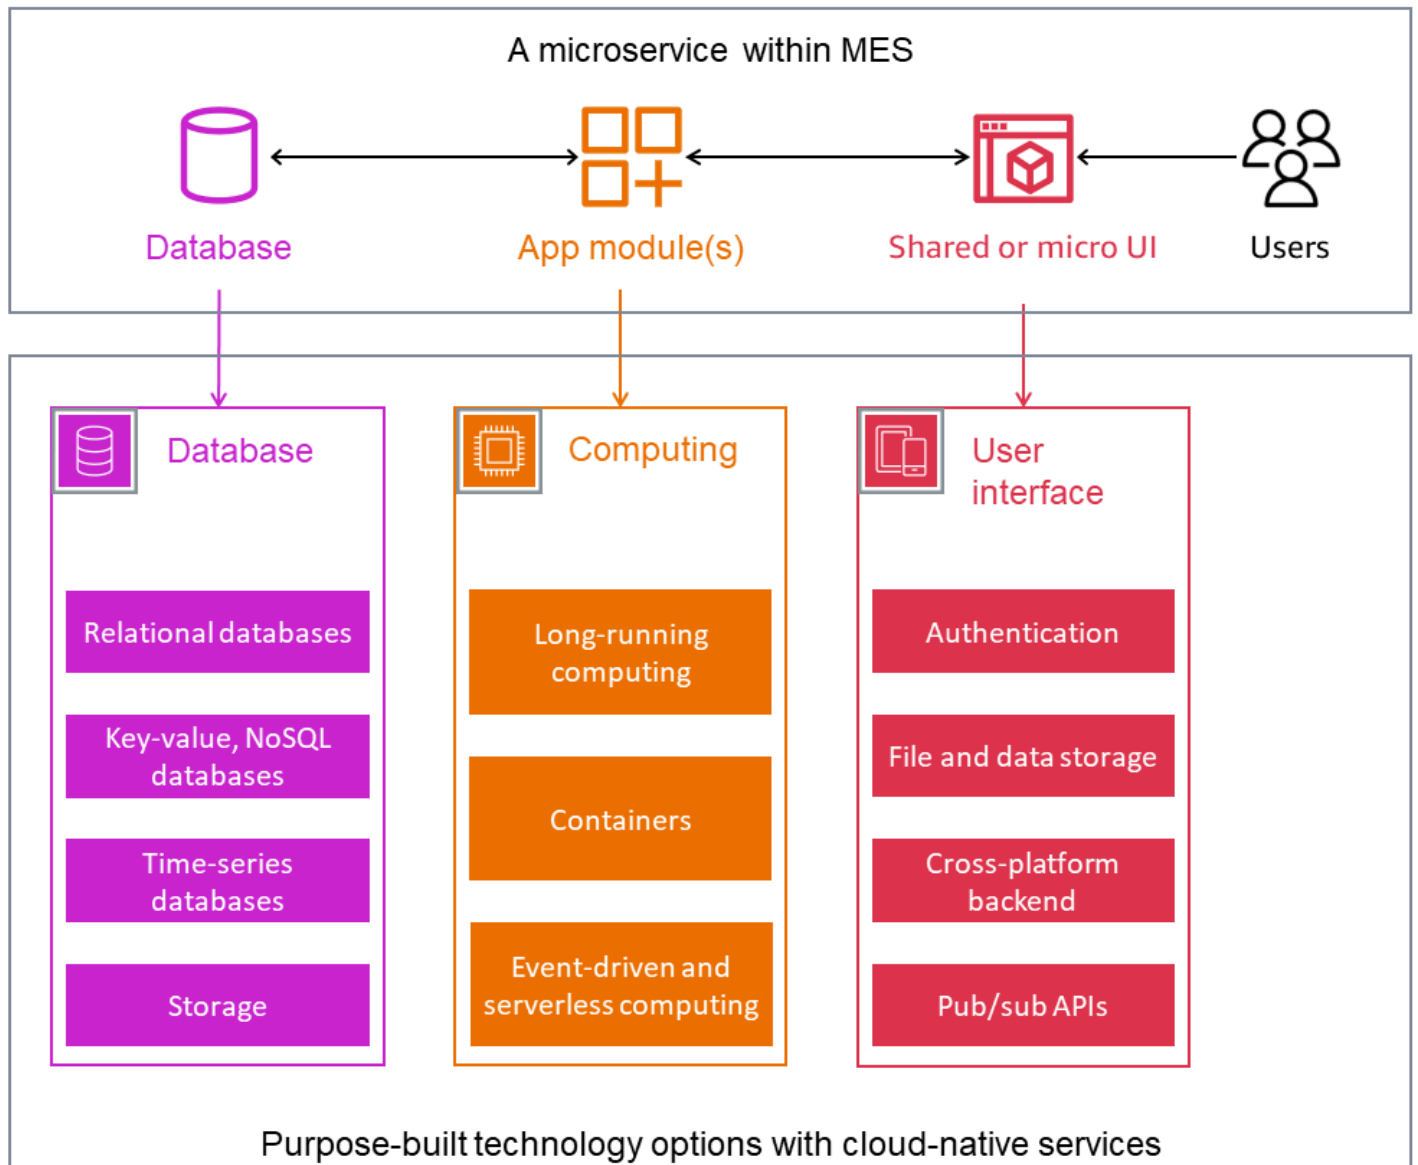 A microservice within MES
Database
App module(s)
Shared or micro UI
Users
Database
Relational databases
Key-value, NoSQL
databases
Time-series
databases
Storage
Computing
Long-running
computing
Containers
Event-driven and
serverless computing
User
interface
Authentication
File and data storage
Cross-platform
backend
Pub/sub APIs
Purpose-built technology options with cloud-native services